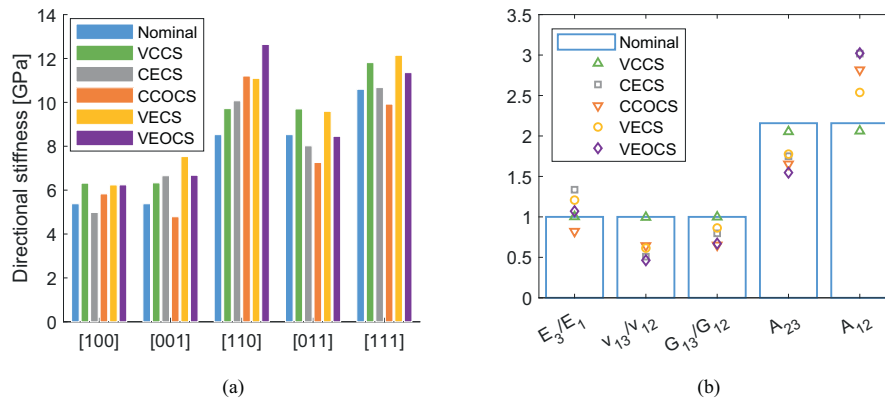 Directional stiffness [GPa]
14
12
10
8
6
4
2
0
Nominal
VCCS
CECS
CCOCS
VECS
VEOCS
[100] [001] [110] [011] [111]
(a)
3.5
3
2.5
2
1.5
1
0.5
0
Nominal
VCCS
CECS
CCOCS
VECS
VEOCS
E3/E1 v13/v12 G13/G12 A23 A12
(b)